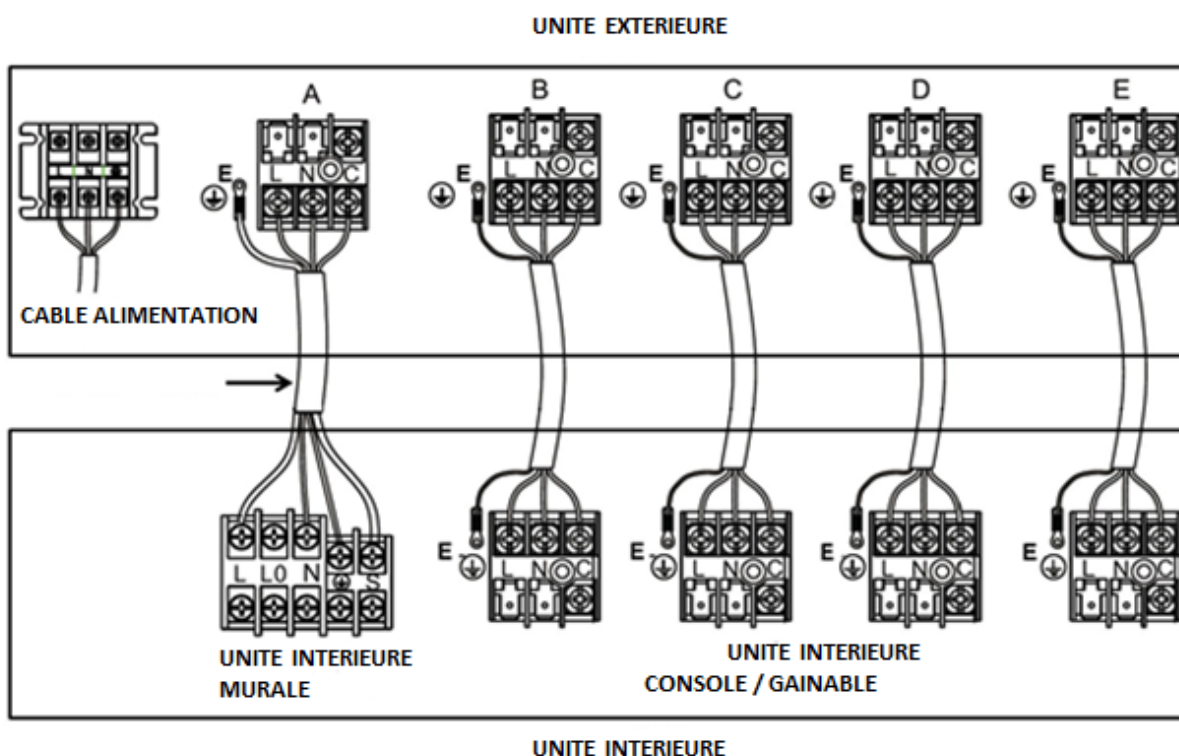 UNITE EXTERIEURE
A B C D E
L N C L N C L N C L N C L N C
E E E E E
CABLE ALIMENTATION
L L0 N S
E E E E
L N C L N C L N C L N C
UNITE INTERIEURE
MURALE
UNITE INTERIEURE
CONSOLE / GAINABLE
UNITE INTERIEURE